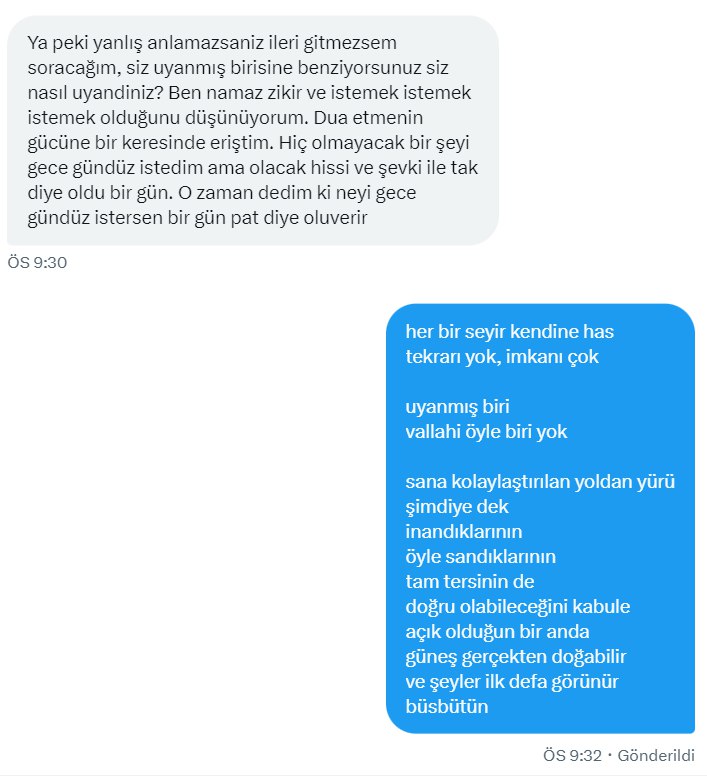 Ya peki yanlış anlamazsaniz ileri gitmezsem
soracağım, siz uyanmış birisine benziyorsunuz siz
nasıl uyandiniz? Ben namaz zikir ve istemek istemek
istemek olduğunu düşünüyorum. Dua etmenin
gücüne bir keresinde eriştim. Hiç olmayacak bir şeyi
gece gündüz istedim ama olacak hissi ve şevki ile tak
diye oldu bir gün. O zaman dedim ki neyi gece
gündüz istersen bir gün pat diye oluverir
ÖS 9:30
her bir seyir kendine has
tekrarı yok, imkanı çok
uyanmış biri
vallahi öyle biri yok
sana kolaylaştırılan yoldan yürü
şimdiye dek
inandıklarının
öyle sandıklarının
tam tersinin de
doğru olabileceğini kabule
açık olduğun bir anda
güneş gerçekten doğabilir
ve şeyler ilk defa görünür
büsbütün
ÖS 9:32 · Gönderildi